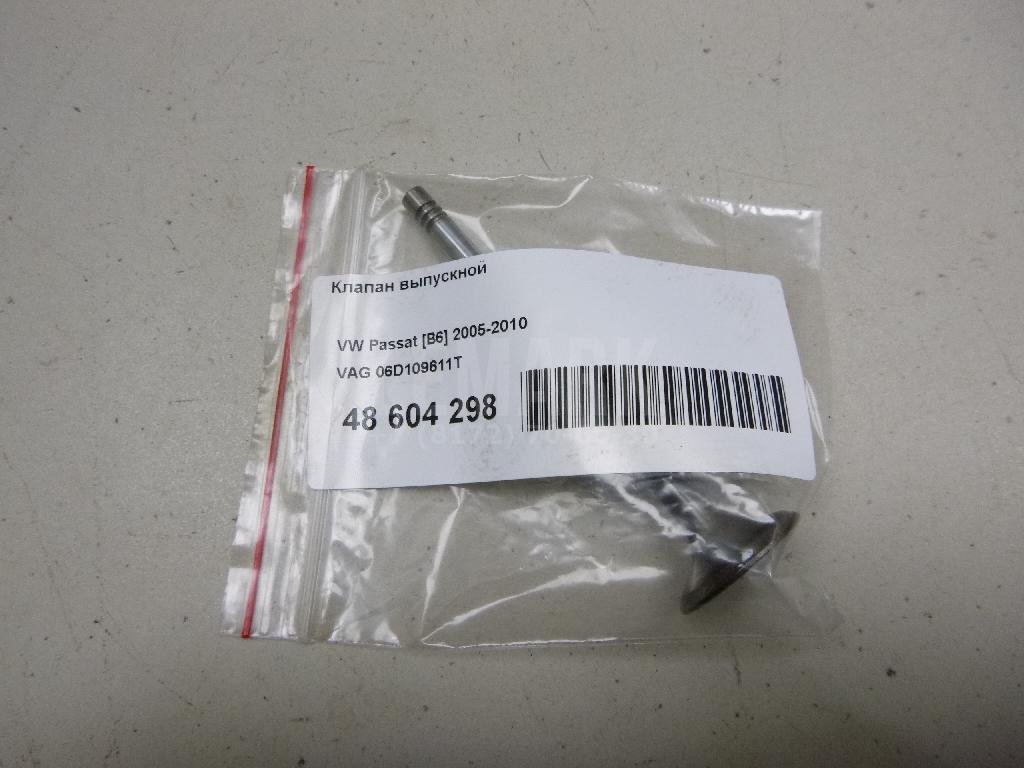 Клапан выпускной
VW Passat [B6] 2005-2010
VAG 06D109611T
48 604 298